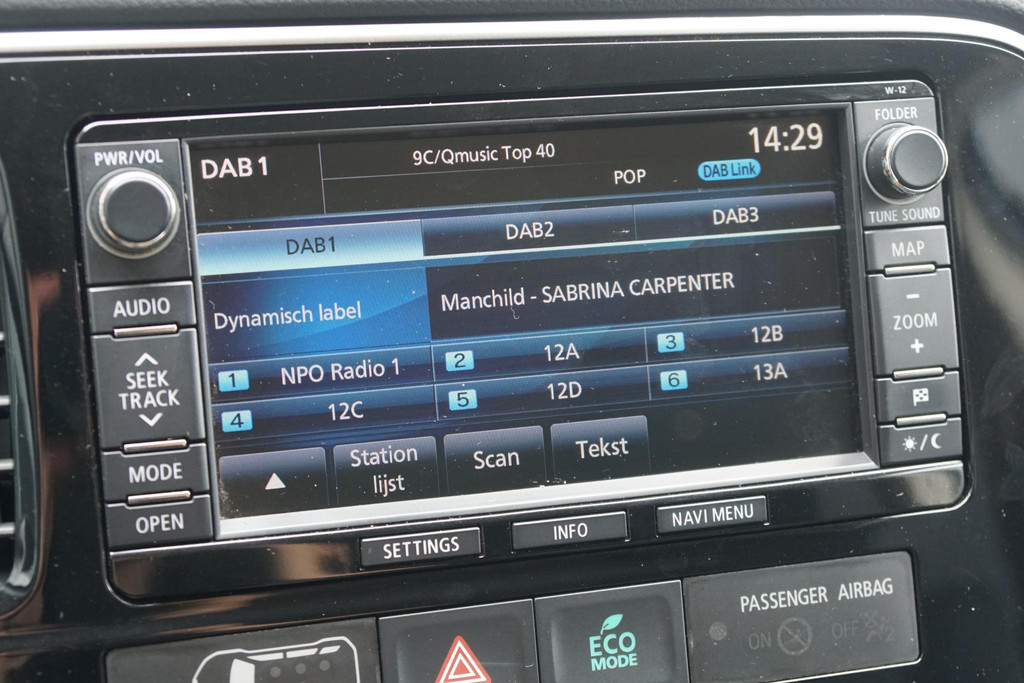 W-12
PWR/VOL
FOLDER
DAB 1
9C/Qmusic Top 40
14:29
POP
DAB Link
TUNE SOUND
DAB1
DAB2
DAB3
MAP
AUDIO
Dynamisch label
Manchild - SABRINA CARPENTER
−
ZOOM
+
SEEK
TRACK
1 NPO Radio 1
2 12A
3 12B
4 12C
5 12D
6 13A
MODE
▲
Station
lijst
Scan
Tekst
/
OPEN
SETTINGS
INFO
NAVI MENU
PASSENGER AIRBAG
ON
OFF
ECO
MODE